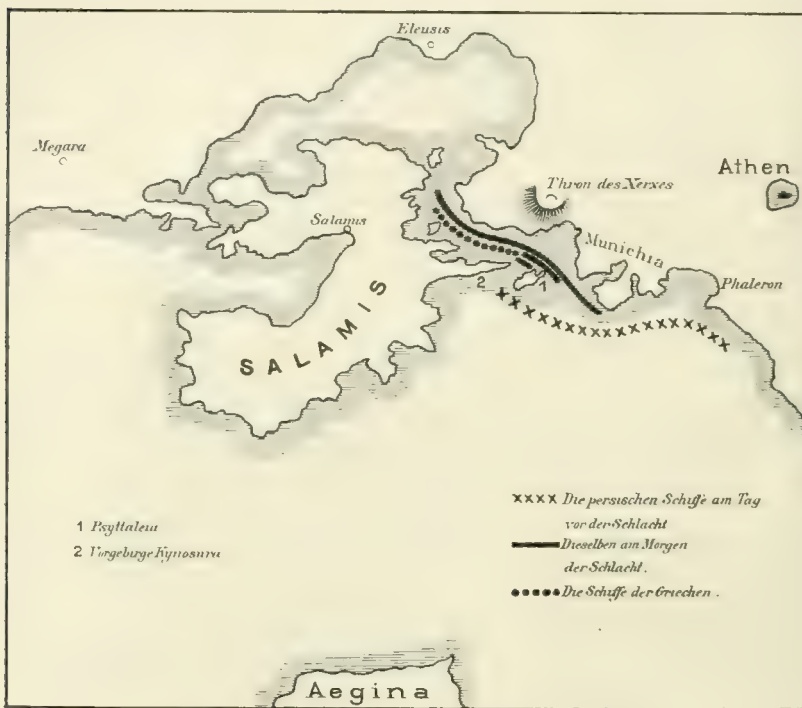 Eleusis
Megara
Thron des Xerxes
Athen
Salamis
Munichia
Phaleron
2
1
SALAMIS
xxxx Die persischen Schiffe am Tag
vor der Schlacht
1 Psyttaleia
Dieselben am Morgen
2 Vorgebirge Kynosura
der Schlacht.
Die Schiffe der Griechen.
Aegina